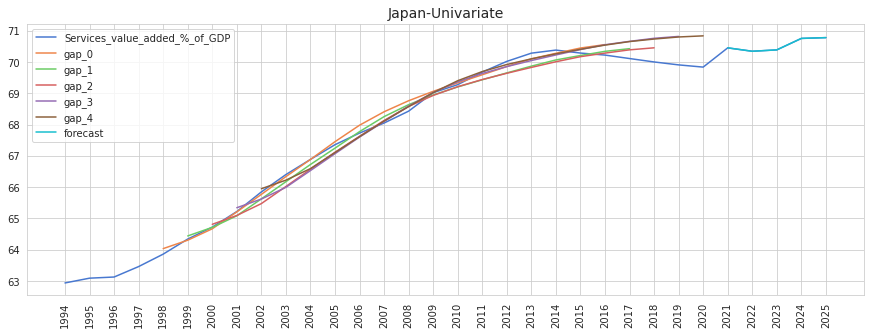 Japan-Univariate
Services_value_added_%_of_GDP
gap_0
gap_1
gap_2
gap_3
gap_4
forecast
71
70
69
68
67
66
65
64
63
1994 1995 1996 1997 1998 1999 2000 2001 2002 2003 2004 2005 2006 2007 2008 2009 2010 2011 2012 2013 2014 2015 2016 2017 2018 2019 2020 2021 2022 2023 2024 2025